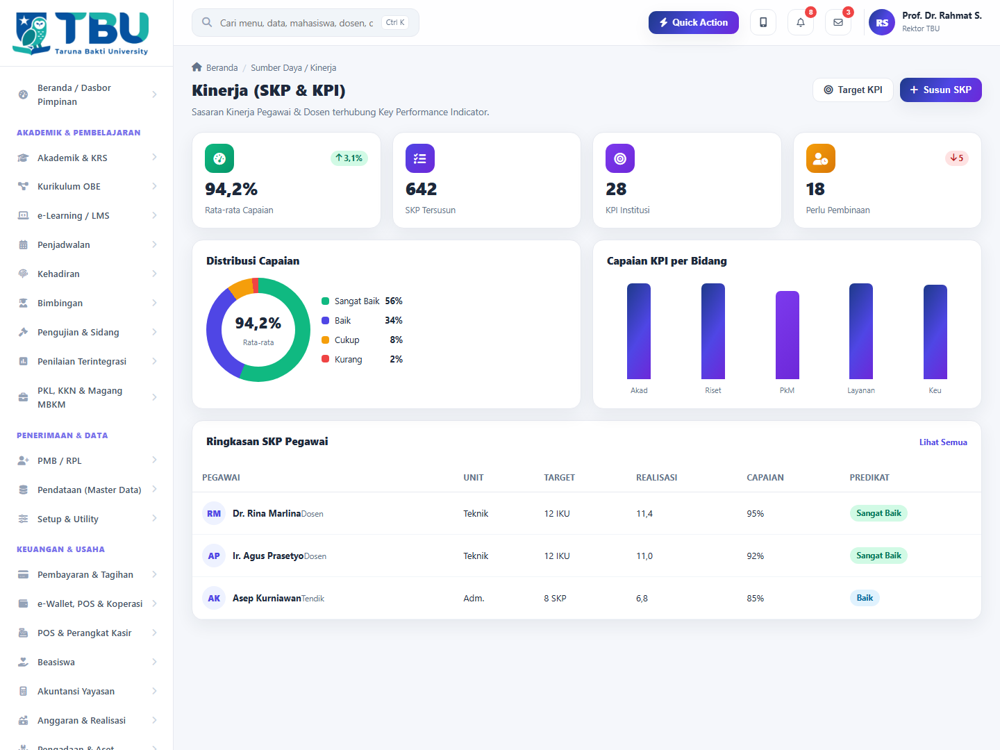 TBU
Taruna Bakti University
Cari menu, data, mahasiswa, dosen, c
Ctrl K
Quick Action
8
3
RS
Prof. Dr. Rahmat S.
Rektor TBU
Beranda / Dasbor
Pimpinan
AKADEMIK & PEMBELAJARAN
Akademik & KRS
Kurikulum OBE
e-Learning / LMS
Penjadwalan
Kehadiran
Bimbingan
Pengujian & Sidang
Penilaian Terintegrasi
PKL, KKN & Magang
MBKM
PENERIMAAN & DATA
PMB / RPL
Pendataan (Master Data)
Setup & Utility
KEUANGAN & USAHA
Pembayaran & Tagihan
e-Wallet, POS & Koperasi
POS & Perangkat Kasir
Beasiswa
Akuntansi Yayasan
Anggaran & Realisasi
Pengadaan & Aset
Beranda / Sumber Daya / Kinerja
Kinerja (SKP & KPI)
Sasaran Kinerja Pegawai & Dosen terhubung Key Performance Indicator.
Target KPI
Susun SKP
3,1%
94,2%
Rata-rata Capaian
642
SKP Tersusun
28
KPI Institusi
5
18
Perlu Pembinaan
Distribusi Capaian
94,2%
Rata-rata
Sangat Baik 56%
Baik 34%
Cukup 8%
Kurang 2%
Capaian KPI per Bidang
Akad Riset PkM Layanan Keu
Ringkasan SKP Pegawai
Lihat Semua
PEGAWAI UNIT TARGET REALISASI CAPAIAN PREDIKAT
RM Dr. Rina MarlinaDosen Teknik 12 IKU 11,4 95% Sangat Baik
AP Ir. Agus PrasetyoDosen Teknik 12 IKU 11,0 92% Sangat Baik
AK Asep KurniawanTendik Adm. 8 SKP 6,8 85% Baik